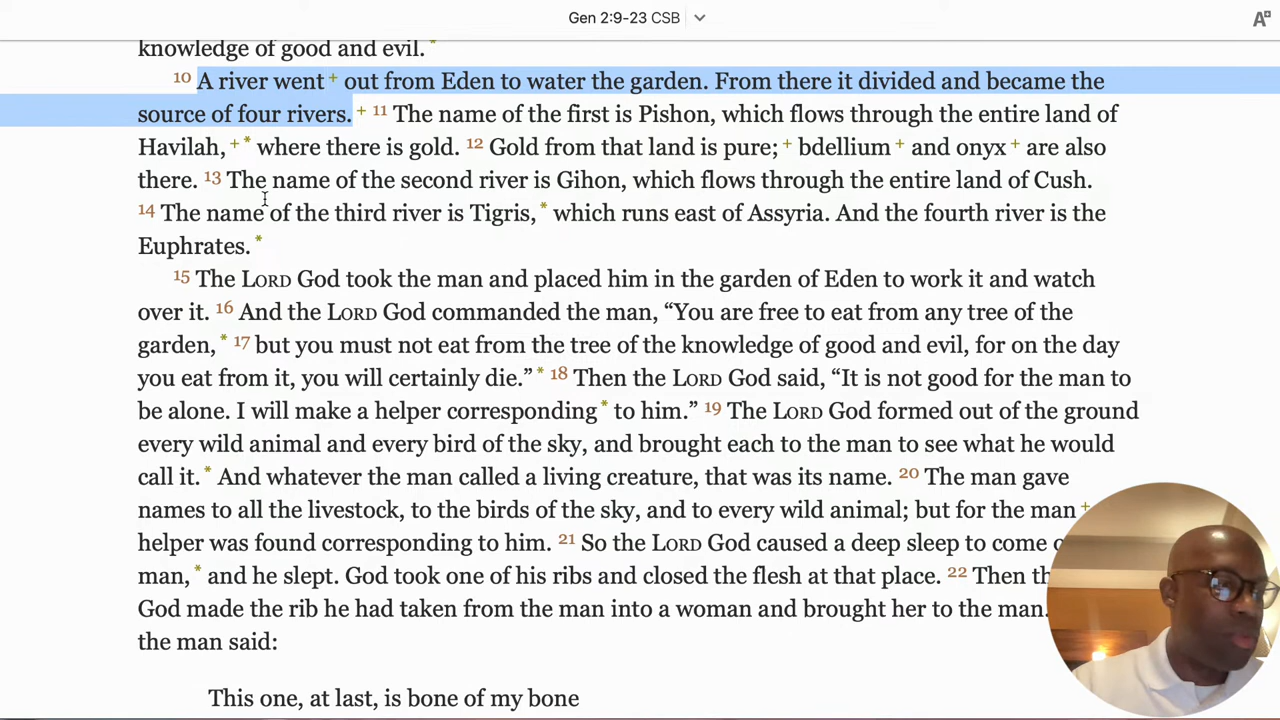 Gen 2:9-23 CSB
knowledge of good and evil. *
10 A river went + out from Eden to water the garden. From there it divided and became the
source of four rivers. + 11 The name of the first is Pishon, which flows through the entire land of
Havilah, + * where there is gold. 12 Gold from that land is pure; + bdellium + and onyx + are also
there. 13 The name of the second river is Gihon, which flows through the entire land of Cush.
14 The name of the third river is Tigris, * which runs east of Assyria. And the fourth river is the
Euphrates. *
15 The LORD God took the man and placed him in the garden of Eden to work it and watch
over it. 16 And the LORD God commanded the man, “You are free to eat from any tree of the
garden, * 17 but you must not eat from the tree of the knowledge of good and evil, for on the day
you eat from it, you will certainly die.” * 18 Then the LORD God said, “It is not good for the man to
be alone. I will make a helper corresponding * to him.” 19 The LORD God formed out of the ground
every wild animal and every bird of the sky, and brought each to the man to see what he would
call it. * And whatever the man called a living creature, that was its name. 20 The man gave
names to all the livestock, to the birds of the sky, and to every wild animal; but for the man +
helper was found corresponding to him. 21 So the LORD God caused a deep sleep to come
man, * and he slept. God took one of his ribs and closed the flesh at that place. 22 Then
God made the rib he had taken from the man into a woman and brought her to the man.
the man said:
This one, at last, is bone of my bone